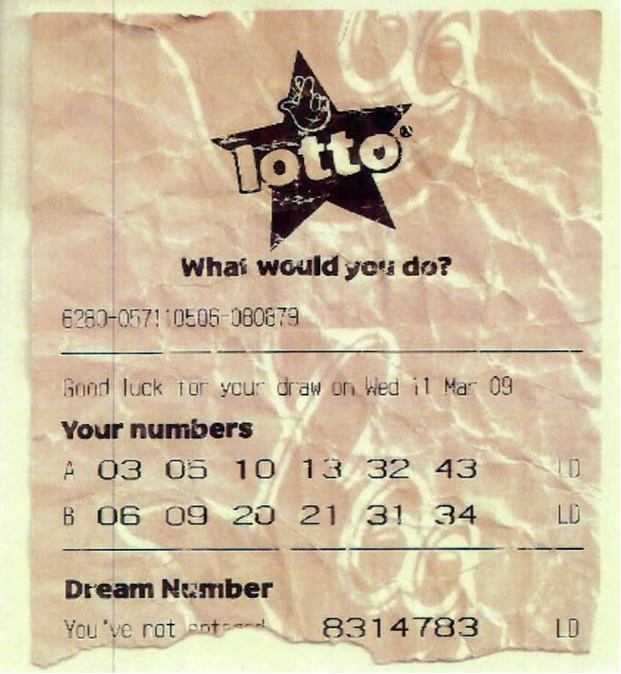 lotto®
What would you do?
6280-057110506-080879
Good luck for your draw on Wed 11 Mar 09
Your numbers
A 03 05 10 13 32 43 LD
B 06 09 20 21 31 34 LD
Dream Number
You've not entered 8314783 LD